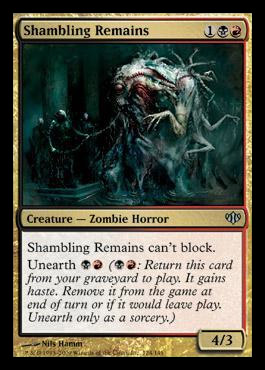 Shambling Remains 1
Creature — Zombie Horror
Shambling Remains can't block.
Unearth (: Return this card
from your graveyard to play. It gains
haste. Remove it from the game at
end of turn or if it would leave play.
Unearth only as a sorcery.)
Nils Hamm
4/3